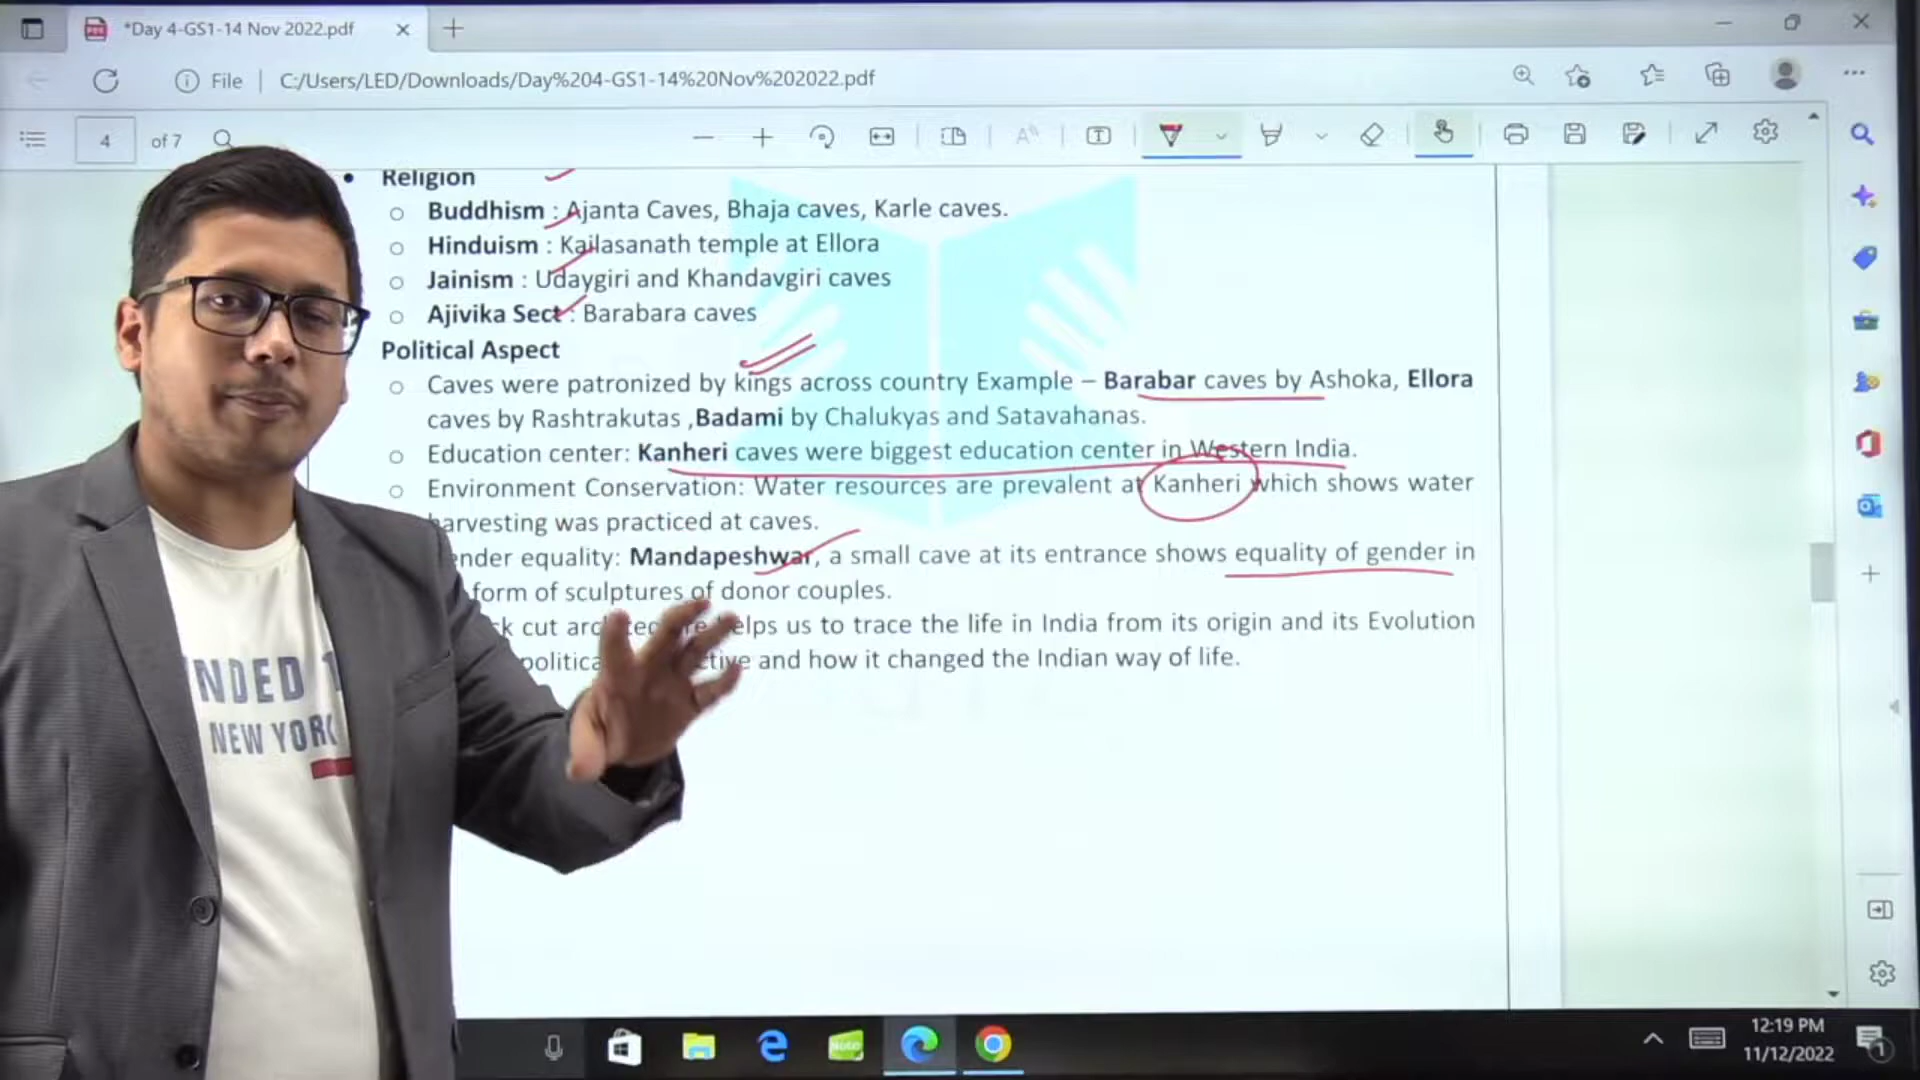 *Day 4-GS1-14 Nov 2022.pdf
File | C:/Users/LED/Downloads/Day%204-GS1-14%20Nov%202022.pdf
4 of 7
Religion
Buddhism : Ajanta Caves, Bhaja caves, Karle caves.
Hinduism : Kailasanath temple at Ellora
Jainism : Udaygiri and Khandavgiri caves
Ajivika Sect : Barabara caves
Political Aspect
Caves were patronized by kings across country Example – Barabar caves by Ashoka, Ellora
caves by Rashtrakutas ,Badami by Chalukyas and Satavahanas.
Education center: Kanheri caves were biggest education center in Western India.
Environment Conservation: Water resources are prevalent at Kanheri which shows water
harvesting was practiced at caves.
ender equality: Mandapeshwar, a small cave at its entrance shows equality of gender in
form of sculptures of donor couples.
cut helps us to trace the life in India from its origin and its Evolution
and how it changed the Indian way of life.
NDED 1
NEW YORK
Note
12:19 PM
11/12/2022
1